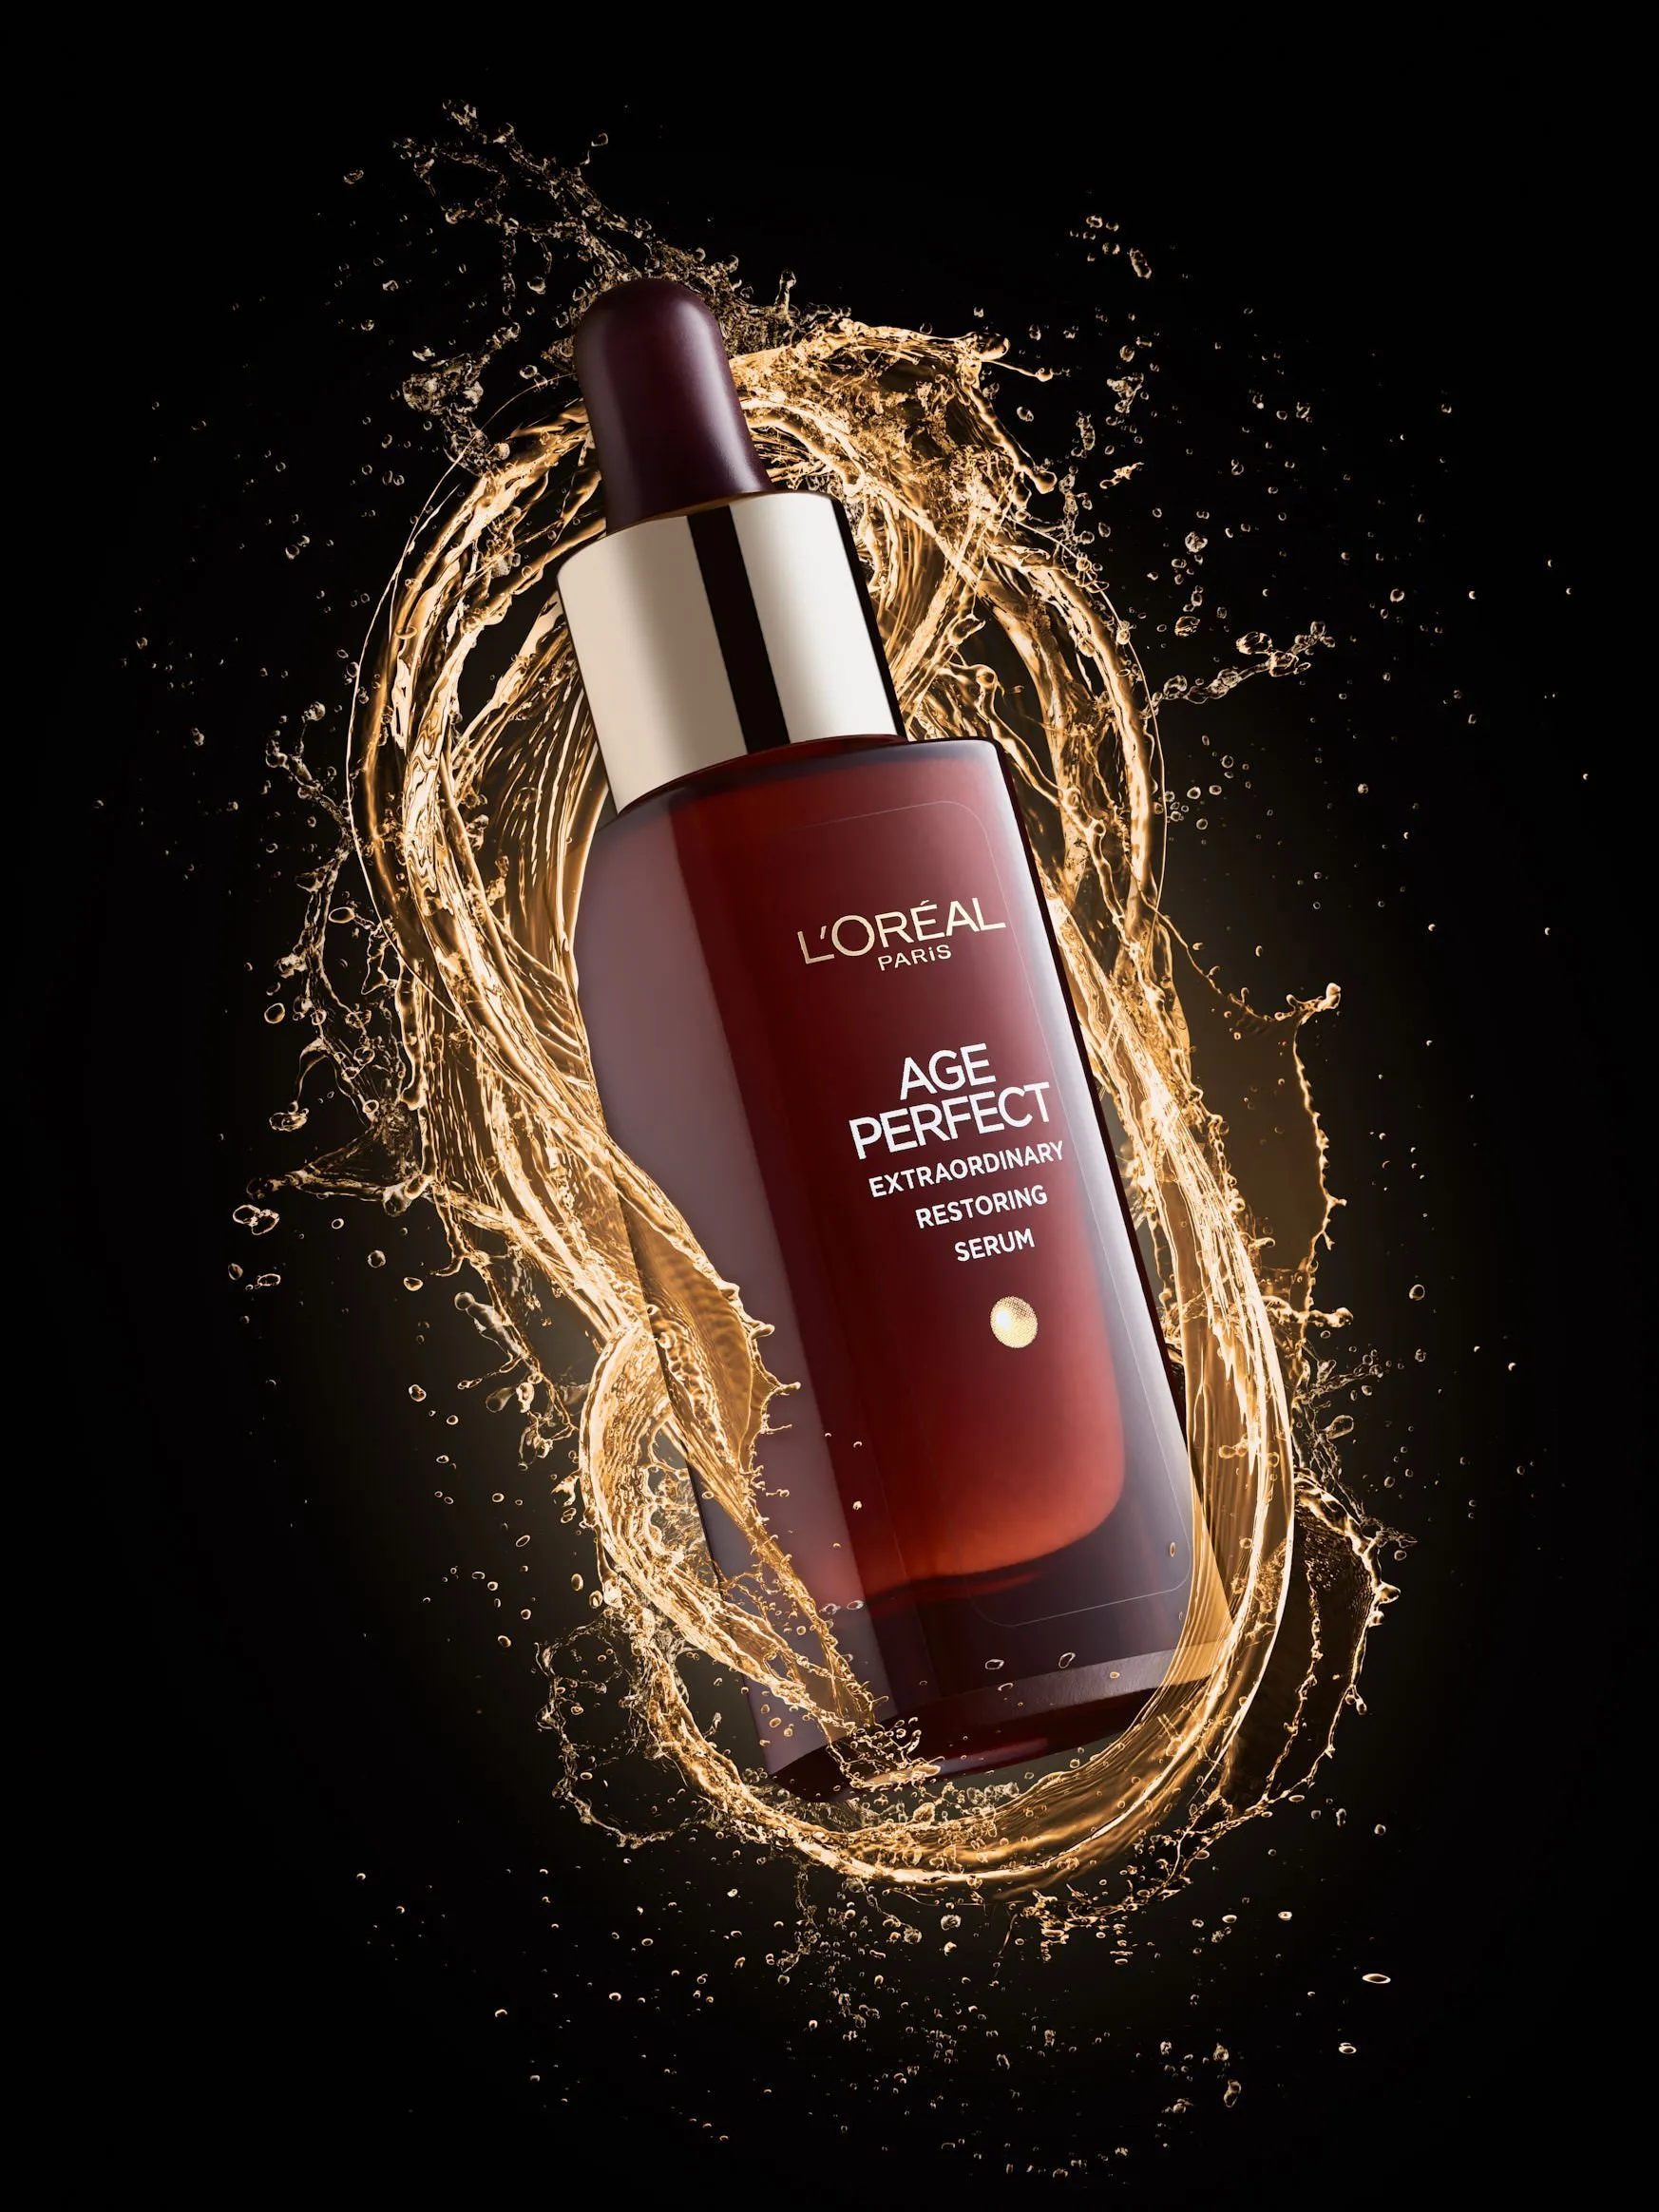 L'ORÉAL
PARiS
AGE
PERFECT
EXTRAORDINARY
RESTORING
SERUM